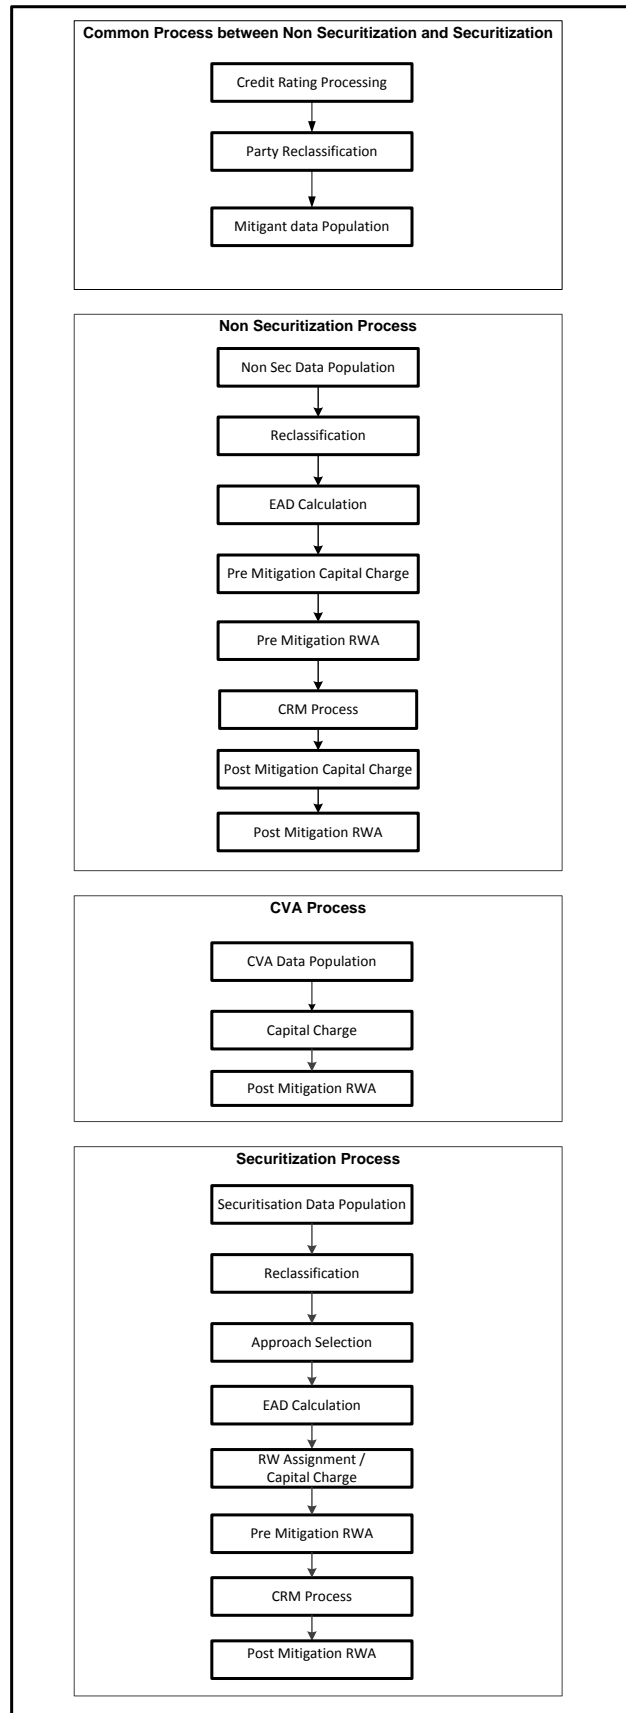 Common Process between Non Securitization and Securitization
Credit Rating Processing
Party Reclassification
Mitigant data Population
Non Securitization Process
Non Sec Data Population
Reclassification
EAD Calculation
Pre Mitigation Capital Charge
Pre Mitigation RWA
CRM Process
Post Mitigation Capital Charge
Post Mitigation RWA
CVA Process
CVA Data Population
Capital Charge
Post Mitigation RWA
Securitization Process
Securitisation Data Population
Reclassification
Approach Selection
EAD Calculation
RW Assignment /
Capital Charge
Pre Mitigation RWA
CRM Process
Post Mitigation RWA